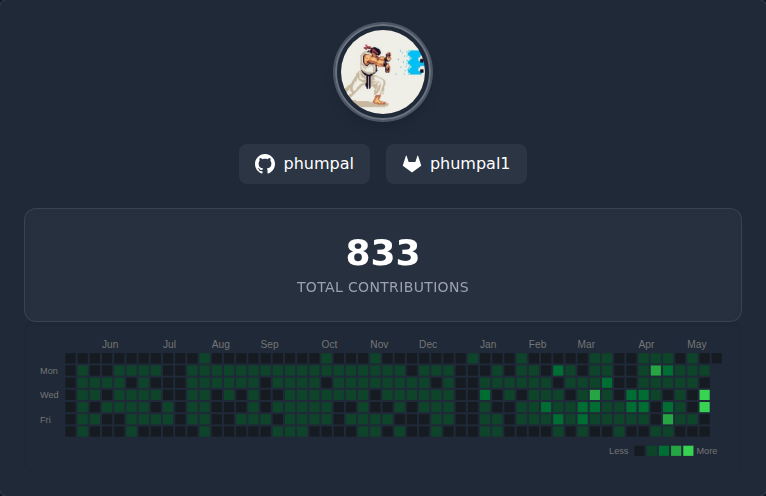 phumpal phumpal1
833
TOTAL CONTRIBUTIONS
Jun Jul Aug Sep Oct Nov Dec Jan Feb Mar Apr May
Mon
Wed
Fri
Less More